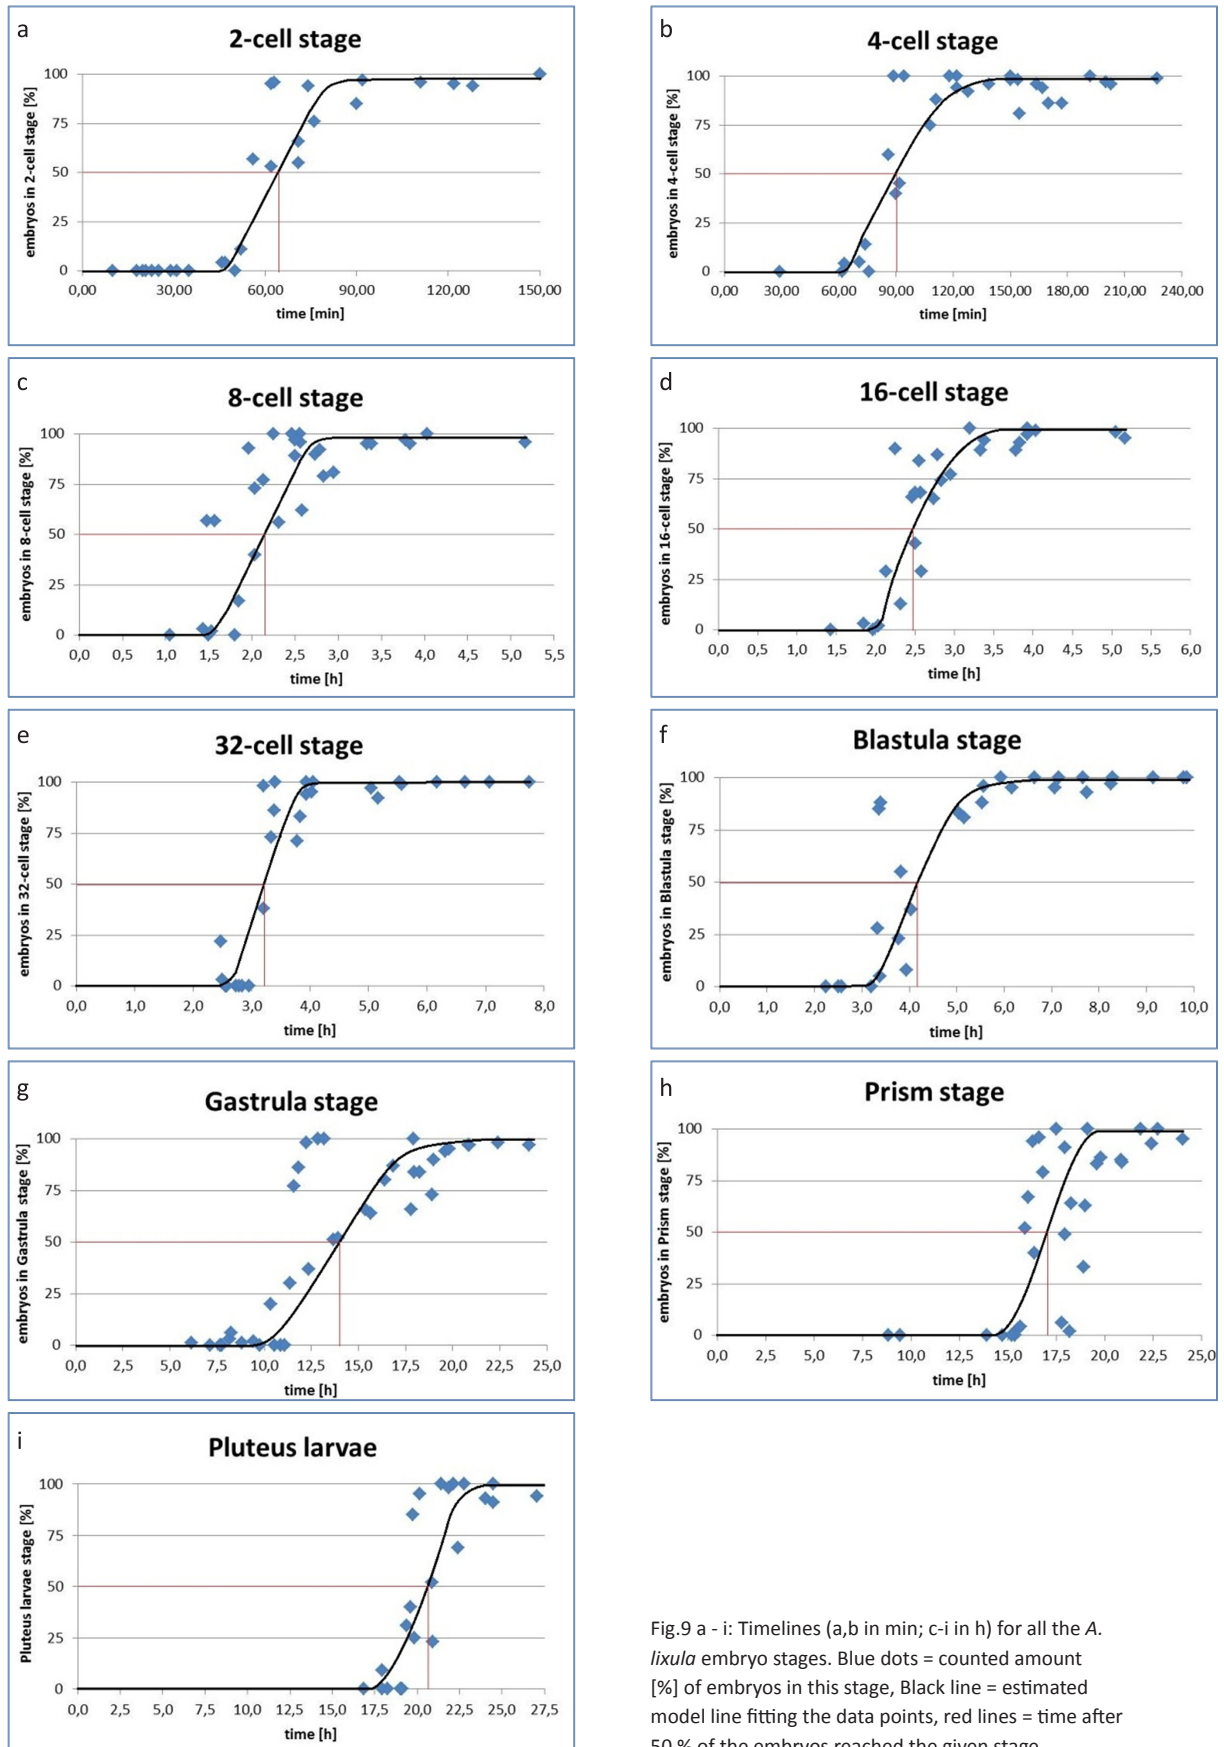 a
2-cell stage
embryos in 2-cell stage [%]
100
75
50
25
0
0,00 30,00 60,00 90,00 120,00 150,00
time [min]
b
4-cell stage
embryos in 4-cell stage [%]
100
75
50
25
0
0,00 30,00 60,00 90,00 120,00 150,00 180,00 210,00 240,00
time [min]
c
8-cell stage
embryos in 8-cell stage [%]
100
75
50
25
0
0,0 0,5 1,0 1,5 2,0 2,5 3,0 3,5 4,0 4,5 5,0 5,5
time [h]
d
16-cell stage
embryos in 16-cell stage [%]
100
75
50
25
0
0,0 0,5 1,0 1,5 2,0 2,5 3,0 3,5 4,0 4,5 5,0 5,5 6,0
time [h]
e
32-cell stage
embryos in 32-cell stage [%]
100
75
50
25
0
0,0 1,0 2,0 3,0 4,0 5,0 6,0 7,0 8,0
time [h]
f
Blastula stage
embryos in Blastula stage [%]
100
75
50
25
0
0,0 1,0 2,0 3,0 4,0 5,0 6,0 7,0 8,0 9,0 10,0
time [h]
g
Gastrula stage
embryos in Gastrula stage [%]
100
75
50
25
0
0,0 2,5 5,0 7,5 10,0 12,5 15,0 17,5 20,0 22,5 25,0
time [h]
h
Prism stage
embryos in Prism stage [%]
100
75
50
25
0
0,0 2,5 5,0 7,5 10,0 12,5 15,0 17,5 20,0 22,5 25,0
time [h]
i
Pluteus larvae
Pluteus larvae stage [%]
100
75
50
25
0
0,0 2,5 5,0 7,5 10,0 12,5 15,0 17,5 20,0 22,5 25,0 27,5
time [h]
Fig.9 a - i: Timelines (a,b in min; c-i in h) for all the A.
lixula embryo stages. Blue dots = counted amount
[%] of embryos in this stage, Black line = estimated
model line fitting the data points, red lines = time after
50 % of the embryos reached the given stage